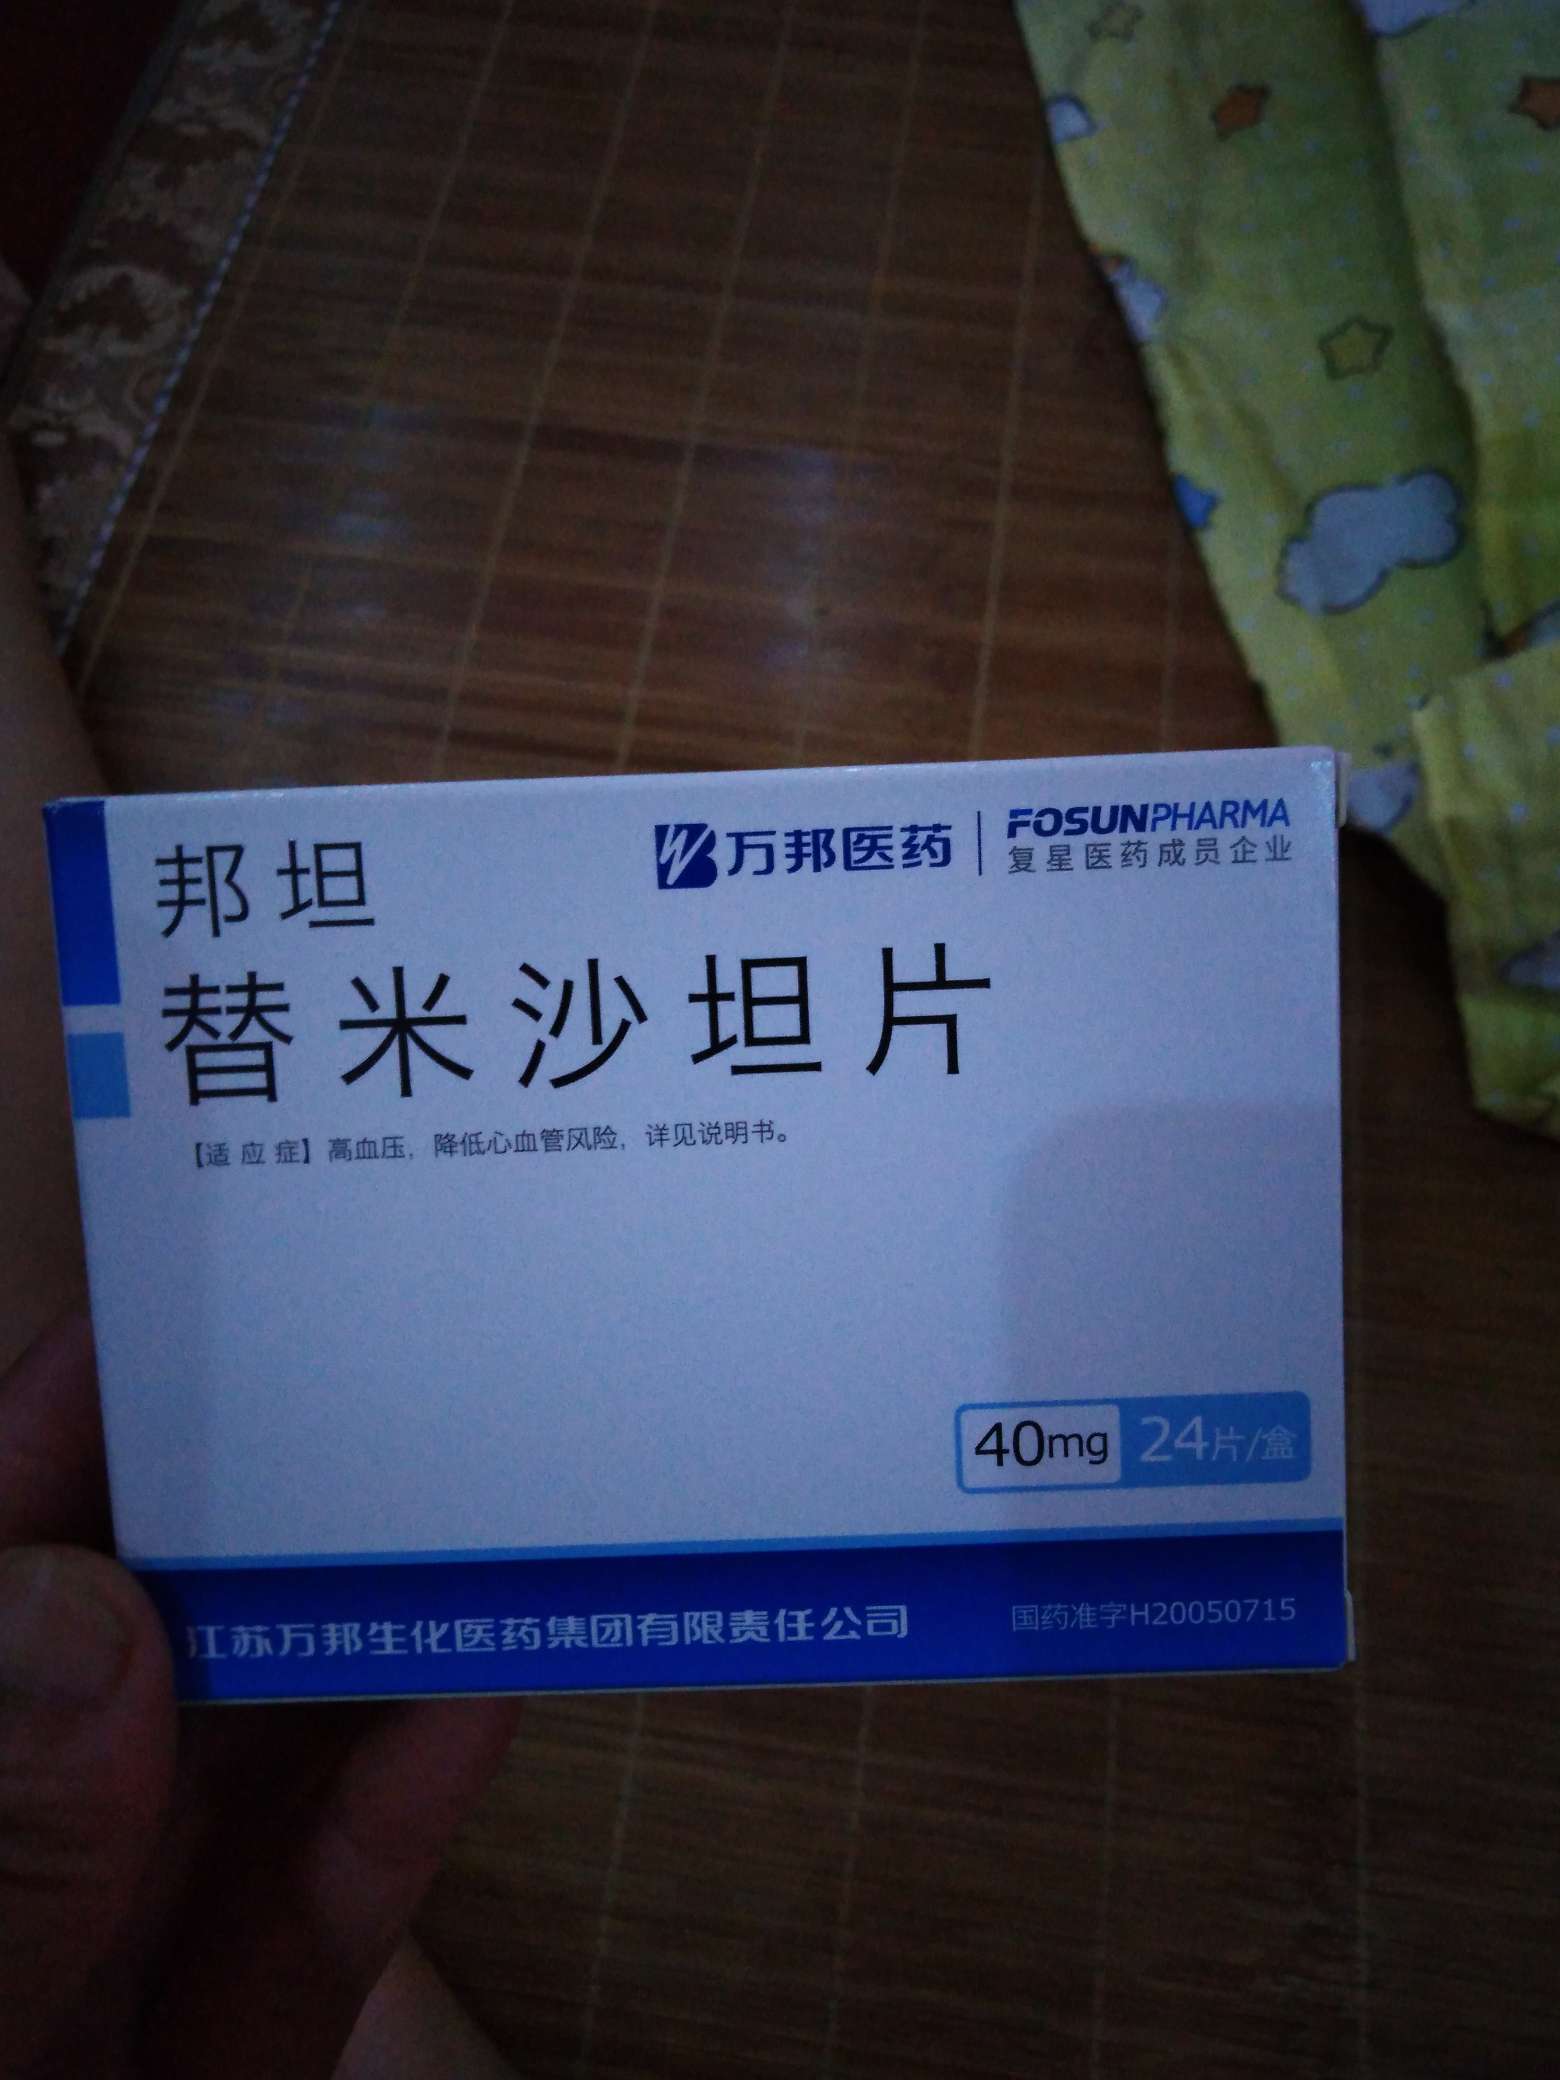 邦坦
万邦医药
FOSUNPHARMA
复星医药成员企业
替米沙坦片
【适应症】高血压，降低心血管风险，详见说明书。
40mg 24片/盒
江苏万邦生化医药集团有限责任公司
国药准字H20050715